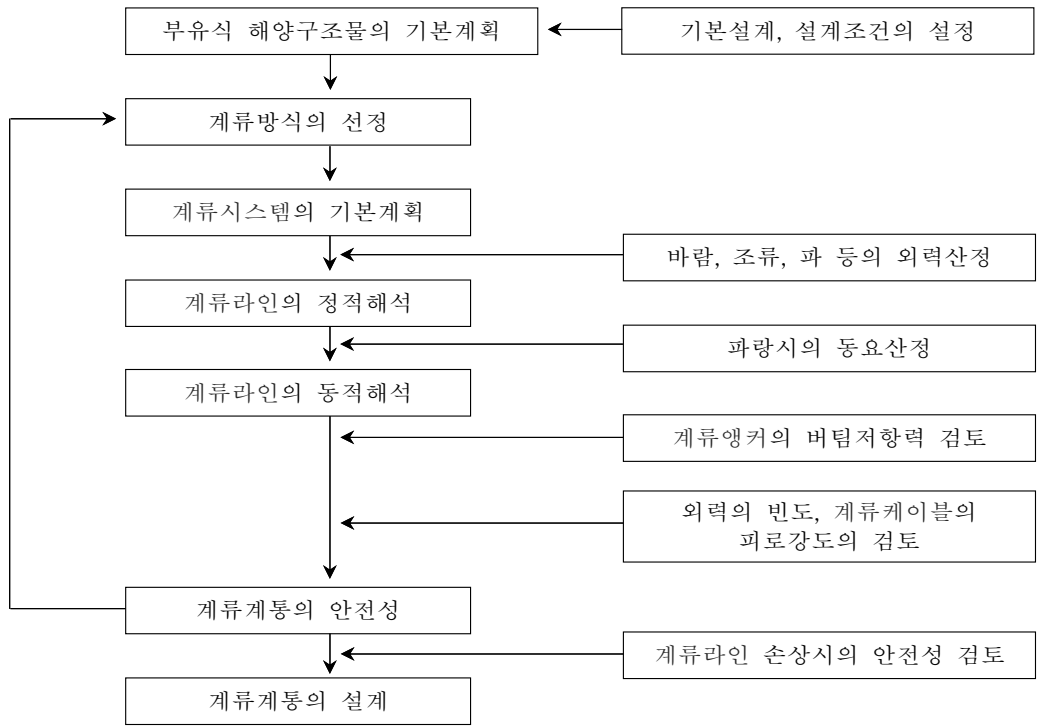 부유식 해양구조물의 기본계획
기본설계, 설계조건의 설정
계류방식의 선정
계류시스템의 기본계획
바람, 조류, 파 등의 외력산정
계류라인의 정적해석
파랑시의 동요산정
계류라인의 동적해석
계류앵커의 버팀저항력 검토
외력의 빈도, 계류케이블의
피로강도의 검토
계류계통의 안전성
계류라인 손상시의 안전성 검토
계류계통의 설계